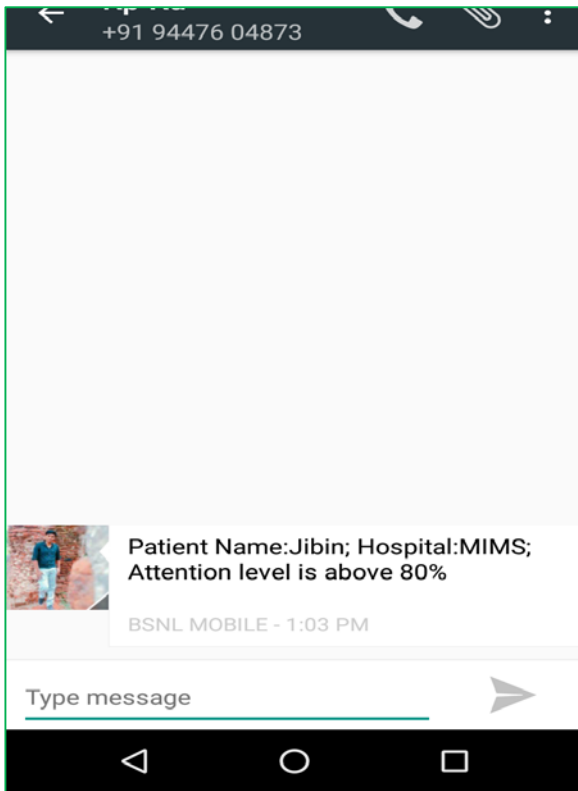 +91 94476 04873
Patient Name:Jibin; Hospital:MIMS;
Attention level is above 80%
BSNL MOBILE - 1:03 PM
Type message